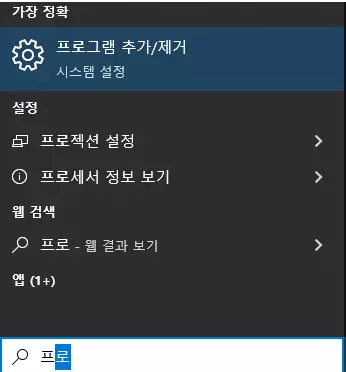 가장 정확
프로그램 추가/제거
시스템 설정
설정
프로젝션 설정
프로세서 정보 보기
웹 검색
프로 - 웹 결과 보기
앱 (1+)
프로